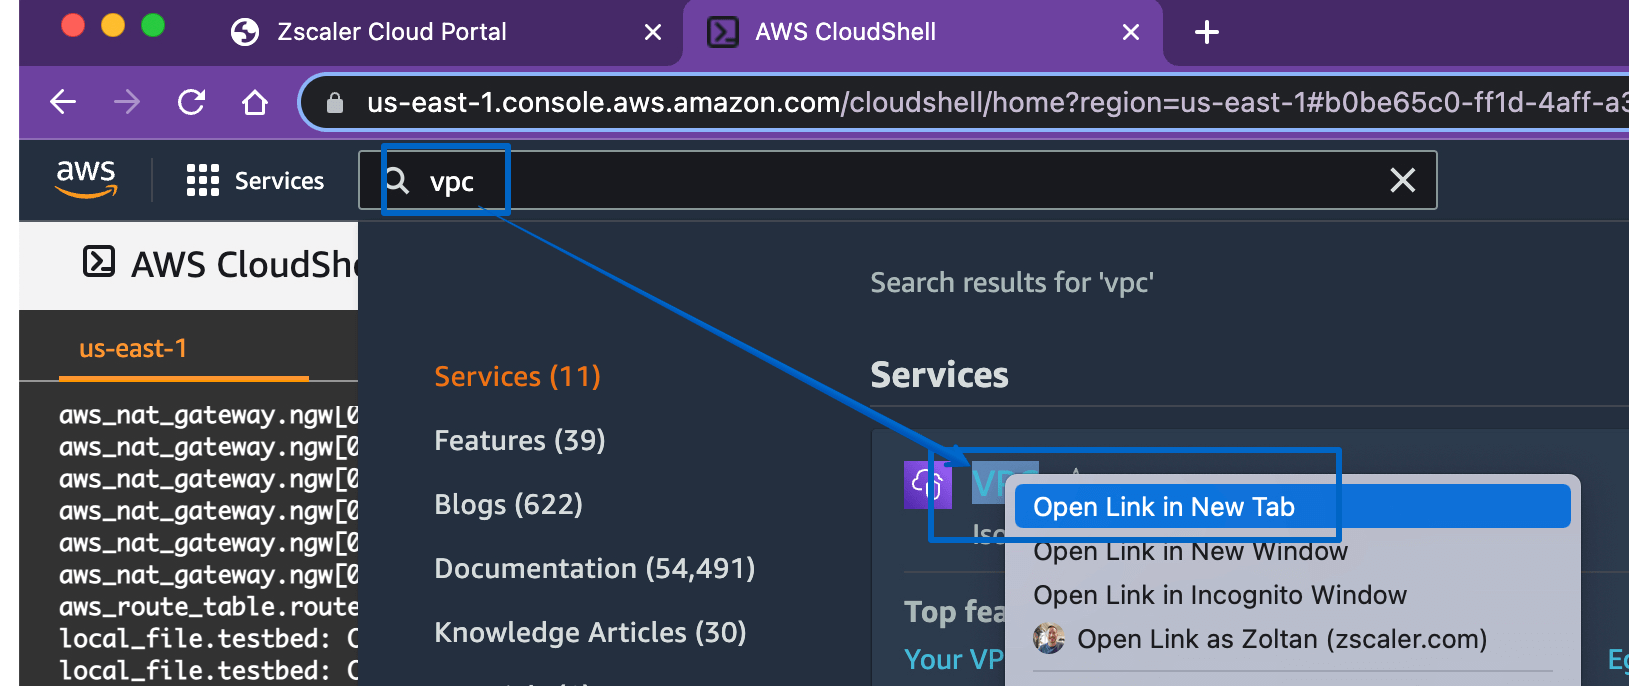 Zscaler Cloud Portal
AWS CloudShell
us-east-1.console.aws.amazon.com/cloudshell/home?region=us-east-1#b0be65c0-ff1d-4aff-a3
aws
Services
vpc
AWS CloudShe
Search results for 'vpc'
us-east-1
Services (11)
Features (39)
Blogs (622)
Documentation (54,491)
Knowledge Articles (30)
Services
VPC
Open Link in New Tab
Open Link in New Window
Open Link in Incognito Window
Open Link as Zoltan (zscaler.com)
Top fea
Your VP
aws_nat_gateway.ngw[0
aws_nat_gateway.ngw[0
aws_nat_gateway.ngw[0
aws_nat_gateway.ngw[0
aws_nat_gateway.ngw[0
aws_nat_gateway.ngw[0
aws_route_table.route
local_file.testbed: C
local_file.testbed: C